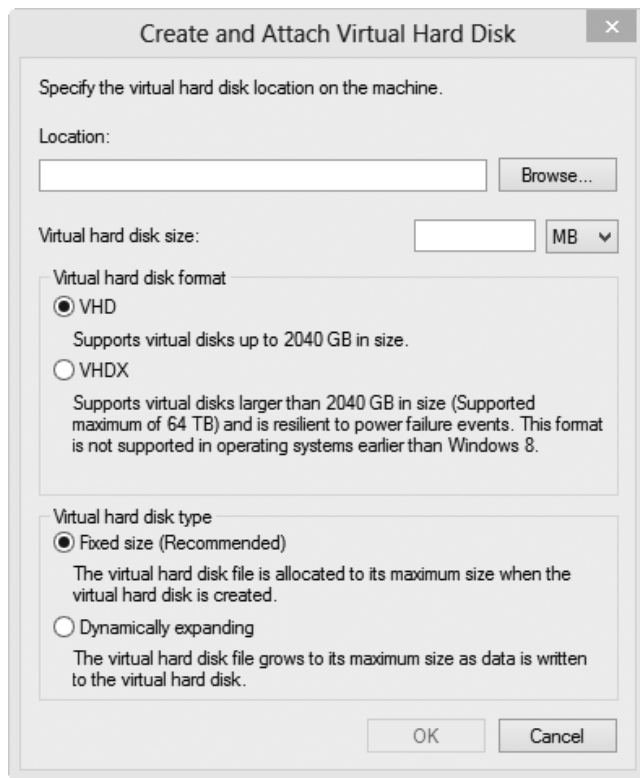 Create and Attach Virtual Hard Disk
Specify the virtual hard disk location on the machine.
Location:
Browse...
Virtual hard disk size:
MB
Virtual hard disk format
VHD
Supports virtual disks up to 2040 GB in size.
VHDX
Supports virtual disks larger than 2040 GB in size (Supported
maximum of 64 TB) and is resilient to power failure events. This format
is not supported in operating systems earlier than Windows 8.
Virtual hard disk type
Fixed size (Recommended)
The virtual hard disk file is allocated to its maximum size when the
virtual hard disk is created.
Dynamically expanding
The virtual hard disk file grows to its maximum size as data is written
to the virtual hard disk.
OK
Cancel